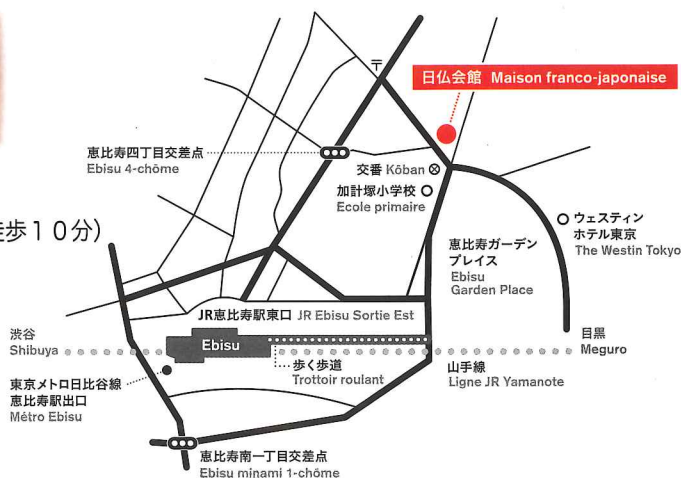 〒
日仏会館 Maison franco-japonaise
恵比寿四丁目交差点
Ebisu 4-chōme
交番 Kōban
加計塚小学校
Ecole primaire
歩10分)
恵比寿ガーデン
プレイス
Ebisu
Garden Place
ウェスティン
ホテル東京
The Westin Tokyo
JR恵比寿駅東口 JR Ebisu Sortie Est
渋谷
Shibuya
Ebisu
目黒
Meguro
歩く歩道
Trottoir roulant
山手線
Ligne JR Yamanote
東京メトロ日比谷線
恵比寿駅出口
Métro Ebisu
恵比寿南一丁目交差点
Ebisu minami 1-chōme